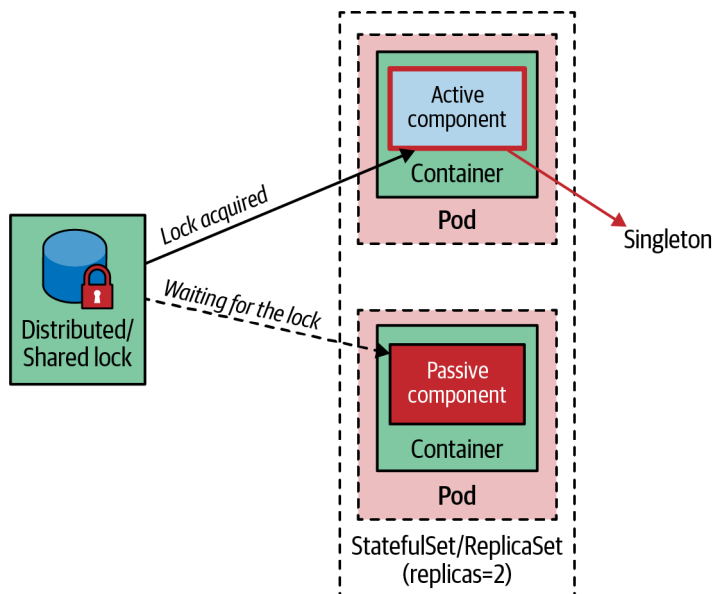 Active
component
Container
Pod
Lock acquired
Singleton
Waiting for the lock
Distributed/
Shared lock
Passive
component
Container
Pod
StatefulSet/ReplicaSet
(replicas=2)